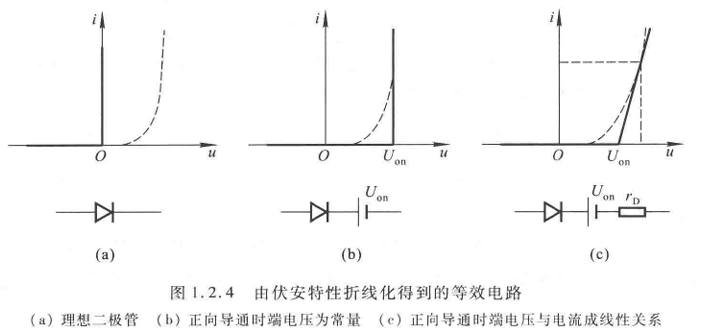 i
i
i
O
u
O
U_on
u
O
U_on
u
U_on
U_on
r_D
(a)
(b)
(c)
图 1.2.4 由伏安特性折线化得到的等效电路
(a) 理想二极管 (b) 正向导通时端电压为常量 (c) 正向导通时端电压与电流成线性关系